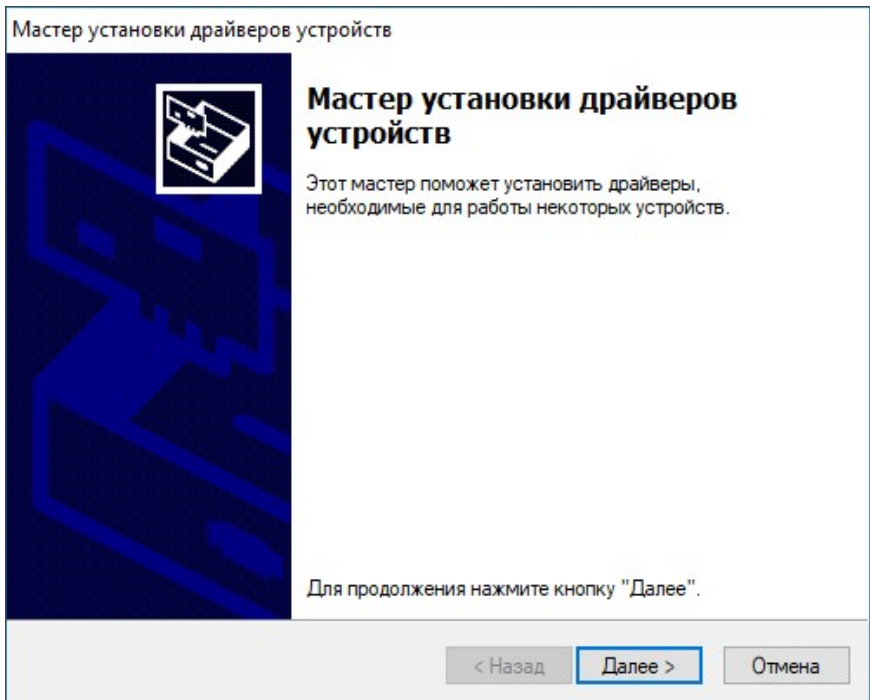 Мастер установки драйверов устройств
Мастер установки драйверов
устройств
Этот мастер поможет установить драйверы,
необходимые для работы некоторых устройств.
Для продолжения нажмите кнопку "Далее".
< Назад
Далее >
Отмена